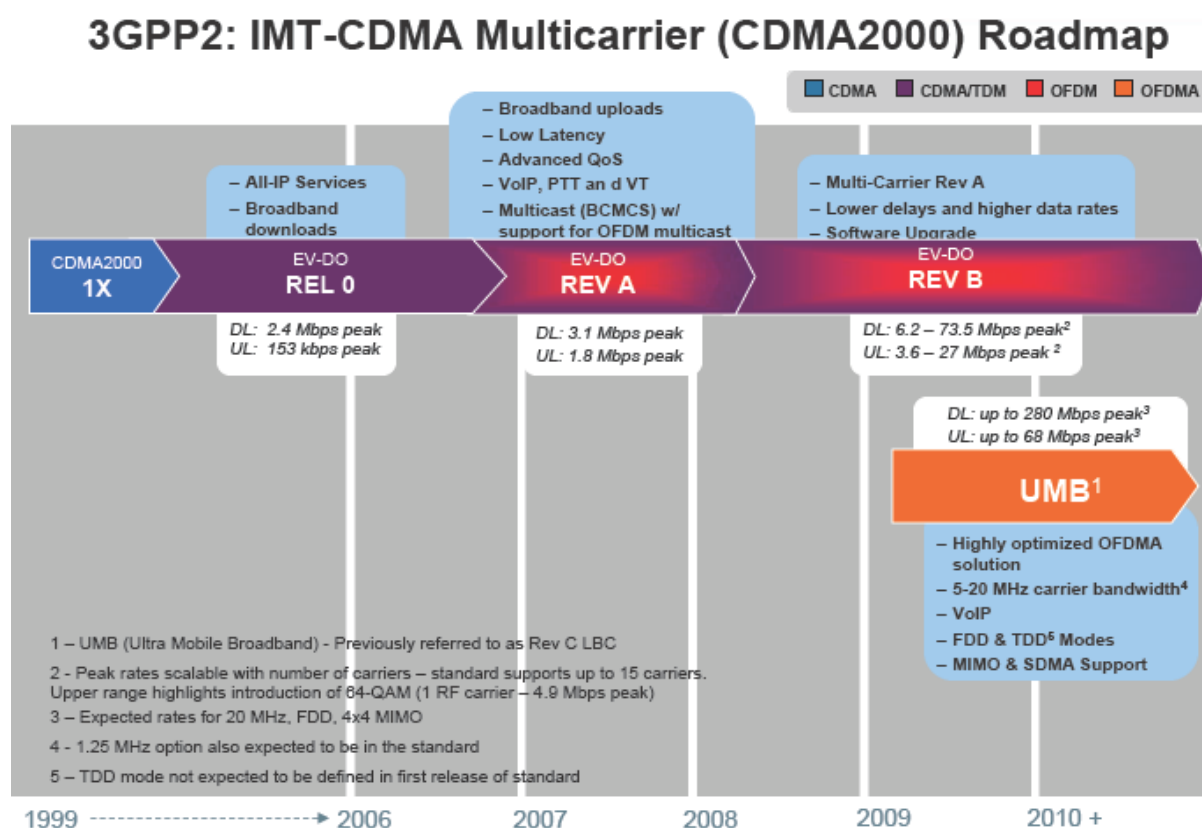 3GPP2: IMT-CDMA Multicarrier (CDMA2000) Roadmap
CDMA CDMA/TDM OFDM OFDMA
– All-IP Services
– Broadband
downloads
– Broadband uploads
– Low Latency
– Advanced QoS
– VoIP, PTT an d VT
– Multicast (BCMCS) w/
support for OFDM multicast
– Multi-Carrier Rev A
– Lower delays and higher data rates
– Software Upgrade
CDMA2000
1X
EV-DO
REL 0
EV-DO
REV A
EV-DO
REV B
DL: 2.4 Mbps peak
UL: 153 kbps peak
DL: 3.1 Mbps peak
UL: 1.8 Mbps peak
DL: 6.2 – 73.5 Mbps peak²
UL: 3.6 – 27 Mbps peak ²
DL: up to 280 Mbps peak³
UL: up to 68 Mbps peak³
UMB¹
– Highly optimized OFDMA
solution
– 5-20 MHz carrier bandwidth⁴
– VoIP
– FDD & TDD⁵ Modes
– MIMO & SDMA Support
1 – UMB (Ultra Mobile Broadband) - Previously referred to as Rev C LBC
2 - Peak rates scalable with number of carriers – standard supports up to 15 carriers.
Upper range highlights introduction of 64-QAM (1 RF carrier – 4.9 Mbps peak)
3 – Expected rates for 20 MHz, FDD, 4x4 MIMO
4 - 1.25 MHz option also expected to be in the standard
5 – TDD mode not expected to be defined in first release of standard
1999 2006 2007 2008 2009 2010 +